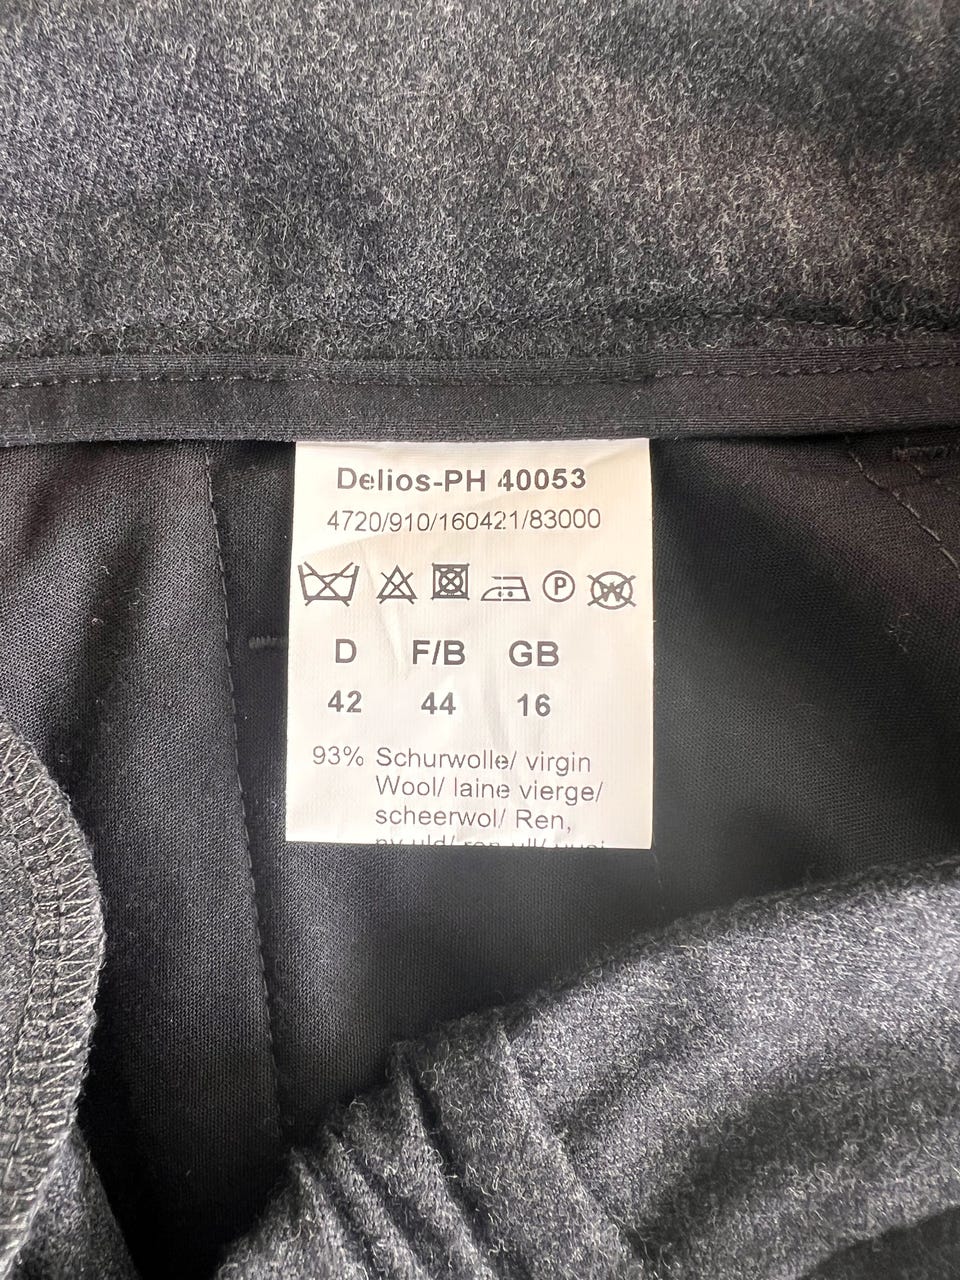 Delios-PH 40053
4720/910/160421/83000
P W
D F/B GB
42 44 16
93% Schurwolle/ virgin
Wool/ laine vierge/
scheerwol/ Ren,